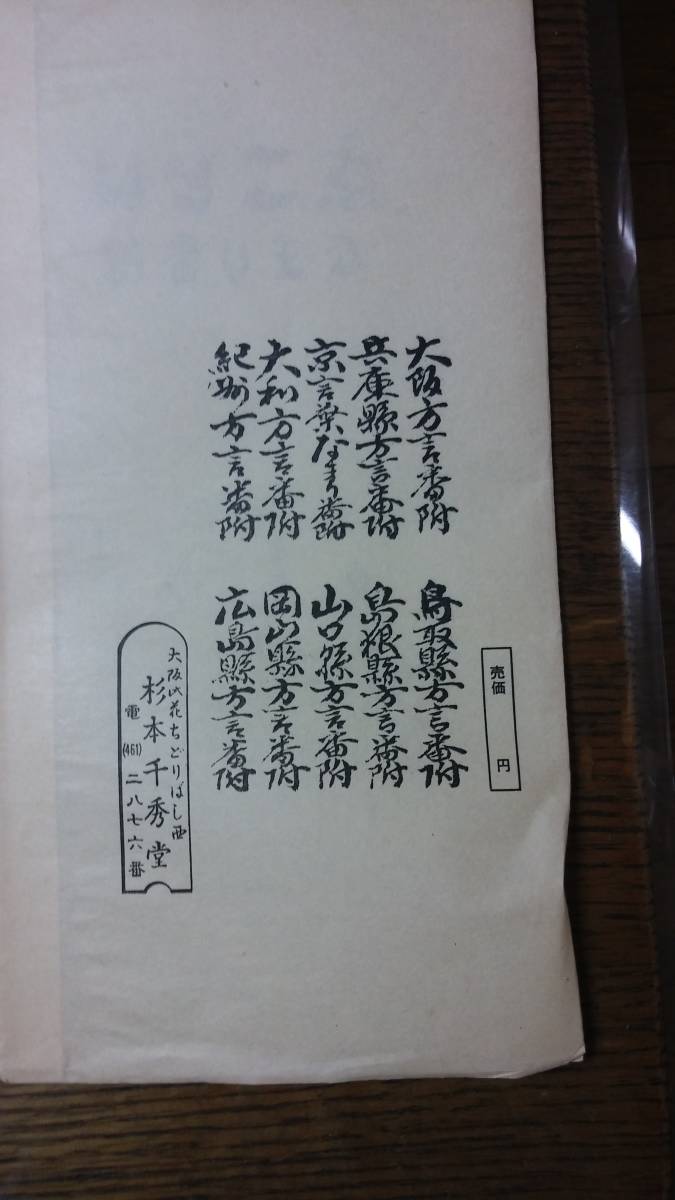 大阪方言番附
兵庫縣方言番附
京言葉なまり番附
大和方言番附
紀州方言番附
売価 円
鳥取縣方言番附
島根縣方言番附
山口縣方言番附
岡山縣方言番附
広島縣方言番附
大阪此花ちどりばし西
杉本千秀堂
電(461)二八七六番